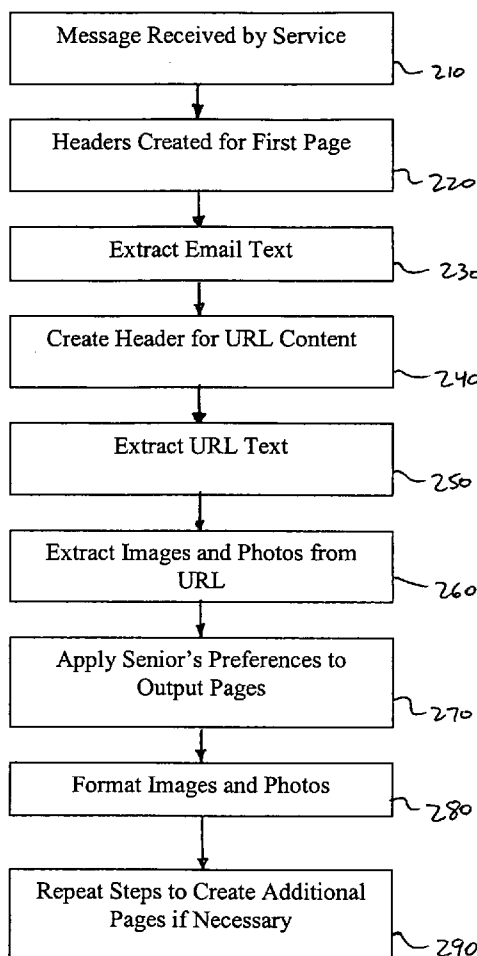 Message Received by Service
210
Headers Created for First Page
220
Extract Email Text
230
Create Header for URL Content
240
Extract URL Text
250
Extract Images and Photos from
URL
260
Apply Senior's Preferences to
Output Pages
270
Format Images and Photos
280
Repeat Steps to Create Additional
Pages if Necessary
290